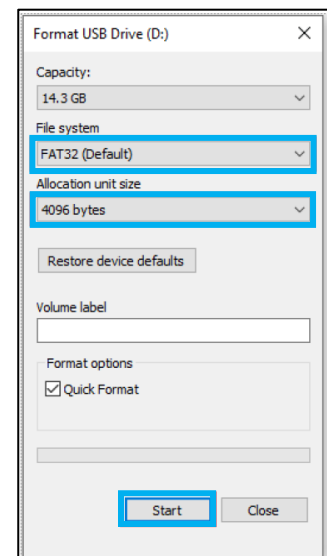 Format USB Drive (D:)
Capacity:
14.3 GB
File system
FAT32 (Default)
Allocation unit size
4096 bytes
Restore device defaults
Volume label
Format options
Quick Format
Start Close